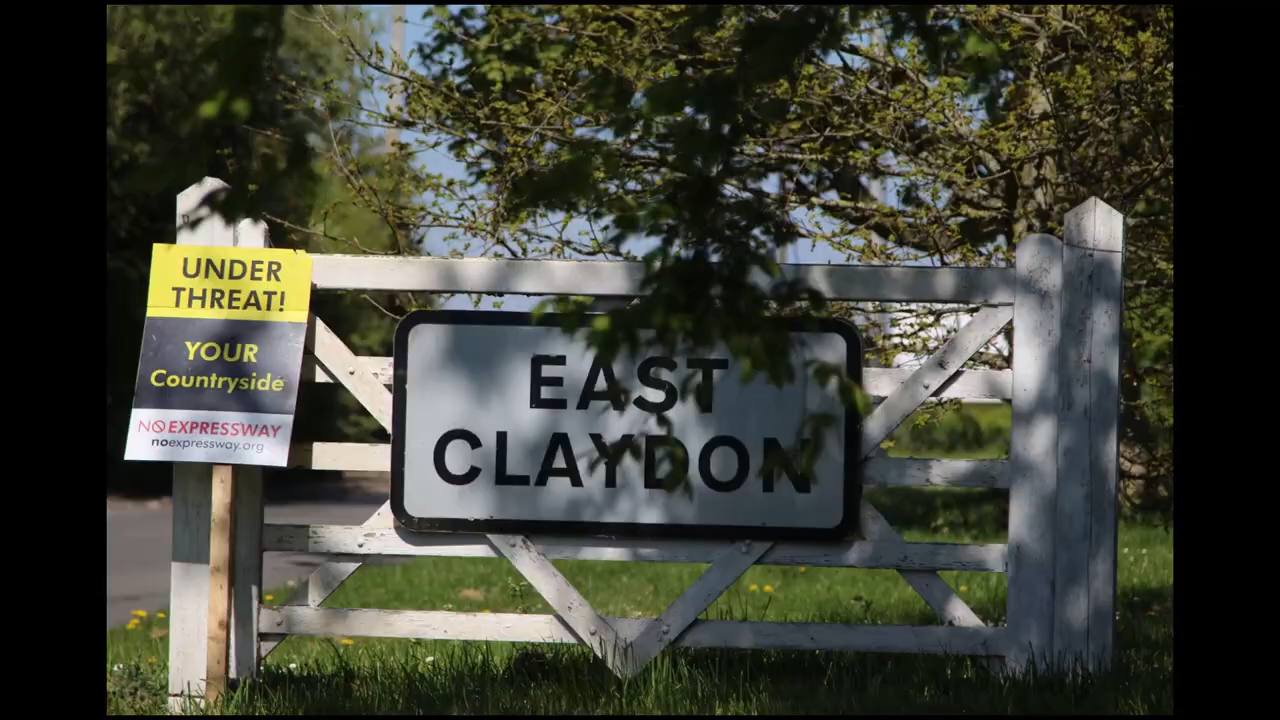 UNDER
THREAT!
YOUR
Countryside
NO EXPRESSWAY
noexpressway.org
EAST
CLAYDON